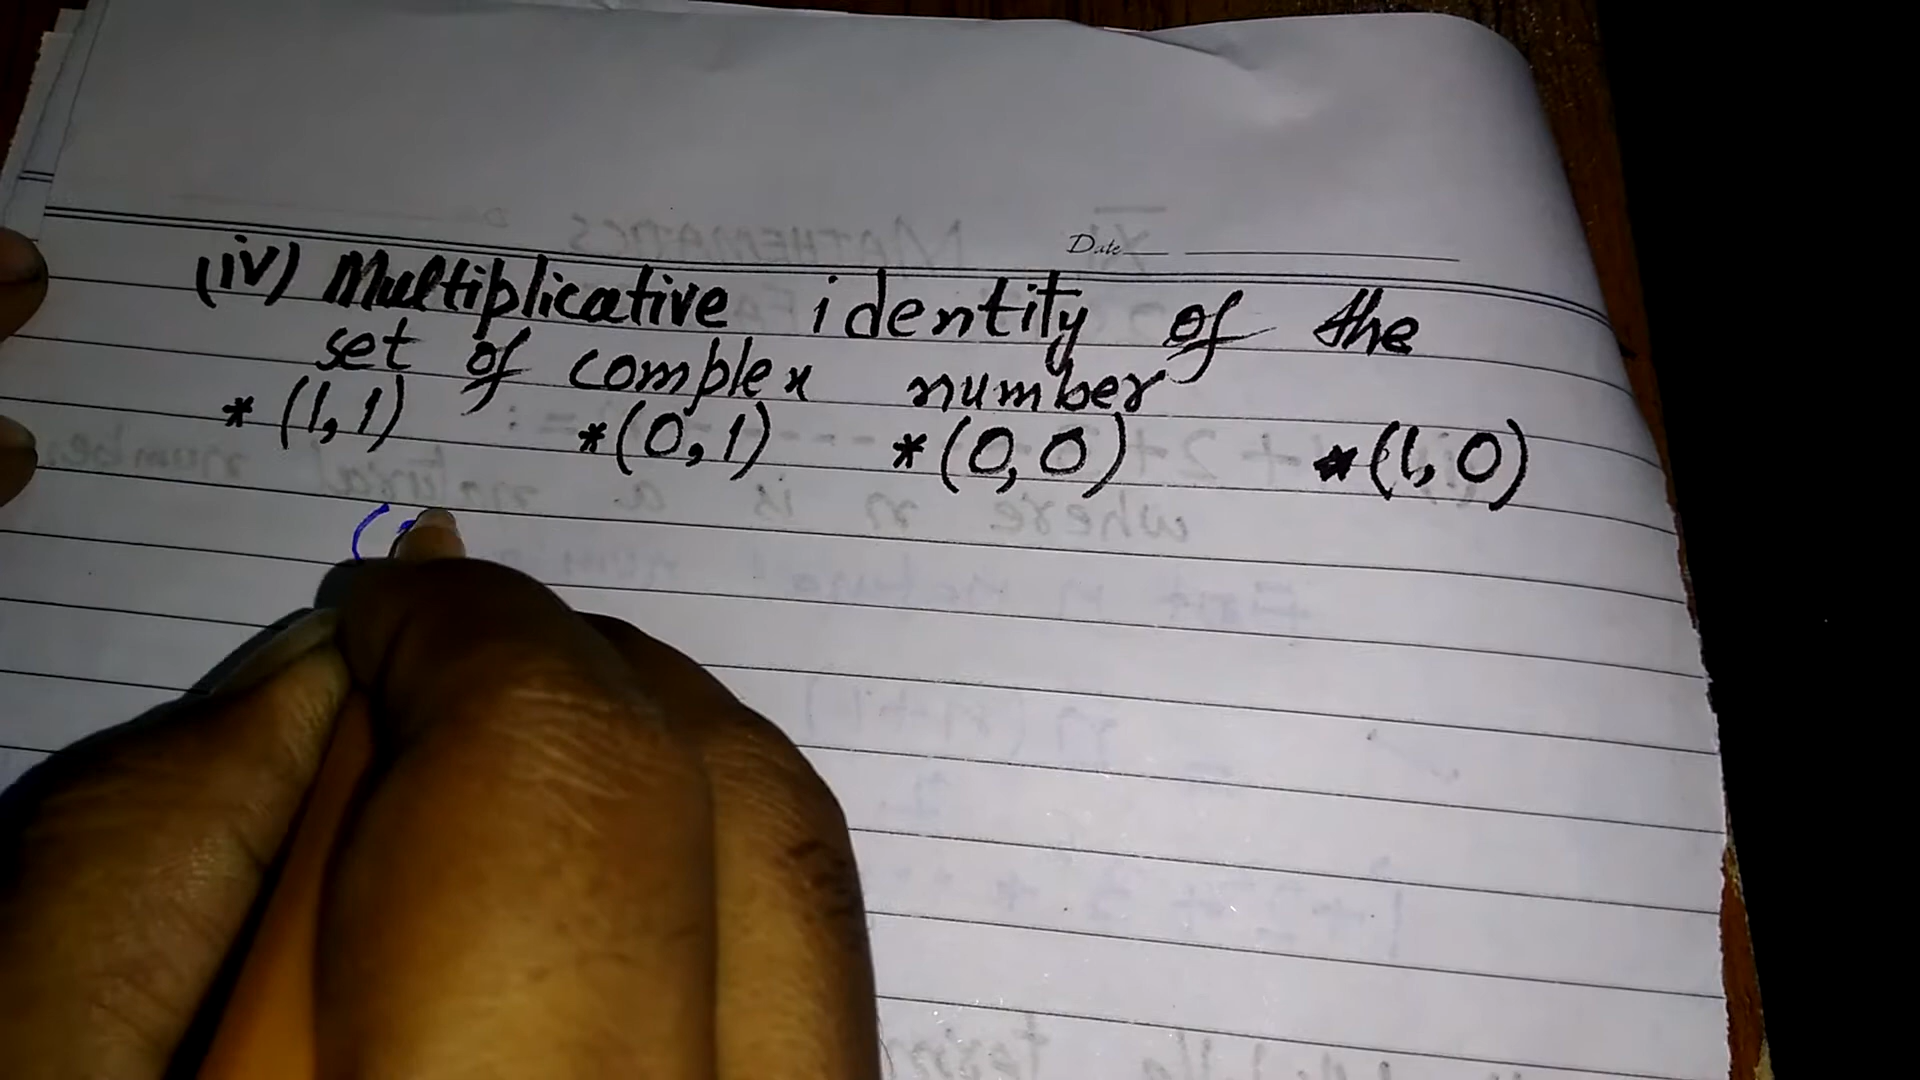 Date
(iv) Multiplicative identity of the
set of complex number
* (1,1) * (0,1) * (0,0) * (1,0)
(